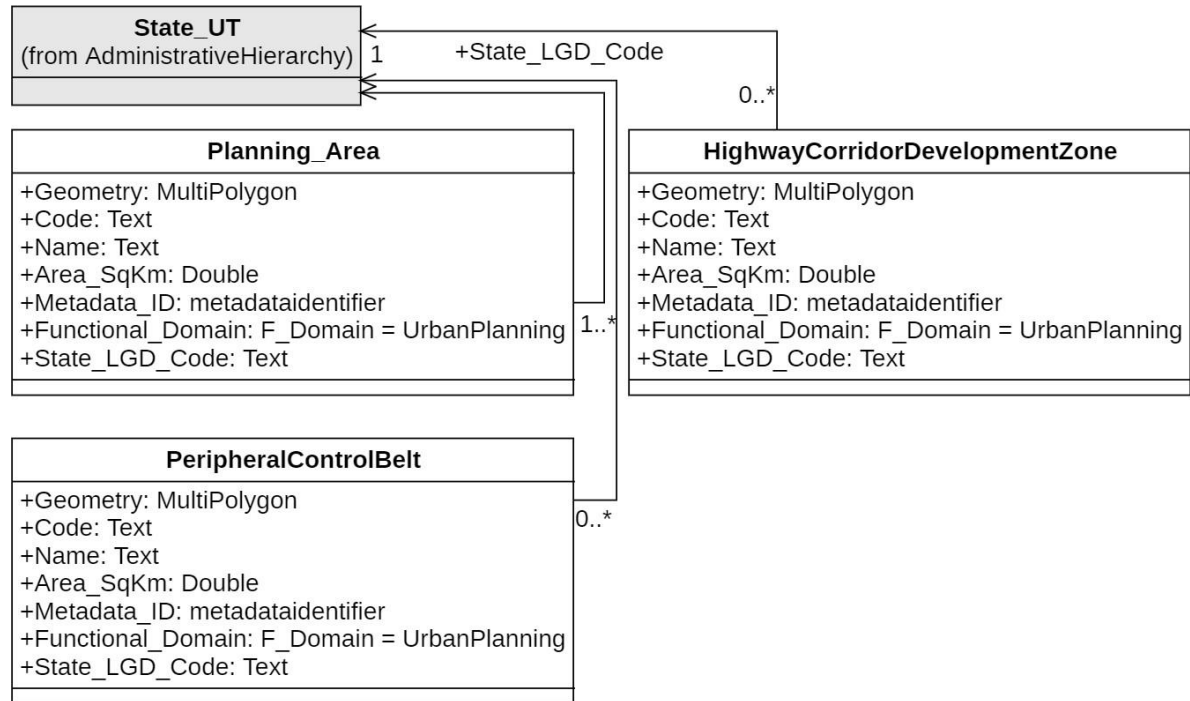 State_UT
(from AdministrativeHierarchy)
1
+State_LGD_Code
0..*
Planning_Area
+Geometry: MultiPolygon
+Code: Text
+Name: Text
+Area_SqKm: Double
+Metadata_ID: metadataidentifier
+Functional_Domain: F_Domain = UrbanPlanning
+State_LGD_Code: Text
1..*
HighwayCorridorDevelopmentZone
+Geometry: MultiPolygon
+Code: Text
+Name: Text
+Area_SqKm: Double
+Metadata_ID: metadataidentifier
+Functional_Domain: F_Domain = UrbanPlanning
+State_LGD_Code: Text
PeripheralControlBelt
+Geometry: MultiPolygon
+Code: Text
+Name: Text
+Area_SqKm: Double
+Metadata_ID: metadataidentifier
+Functional_Domain: F_Domain = UrbanPlanning
+State_LGD_Code: Text
0..*